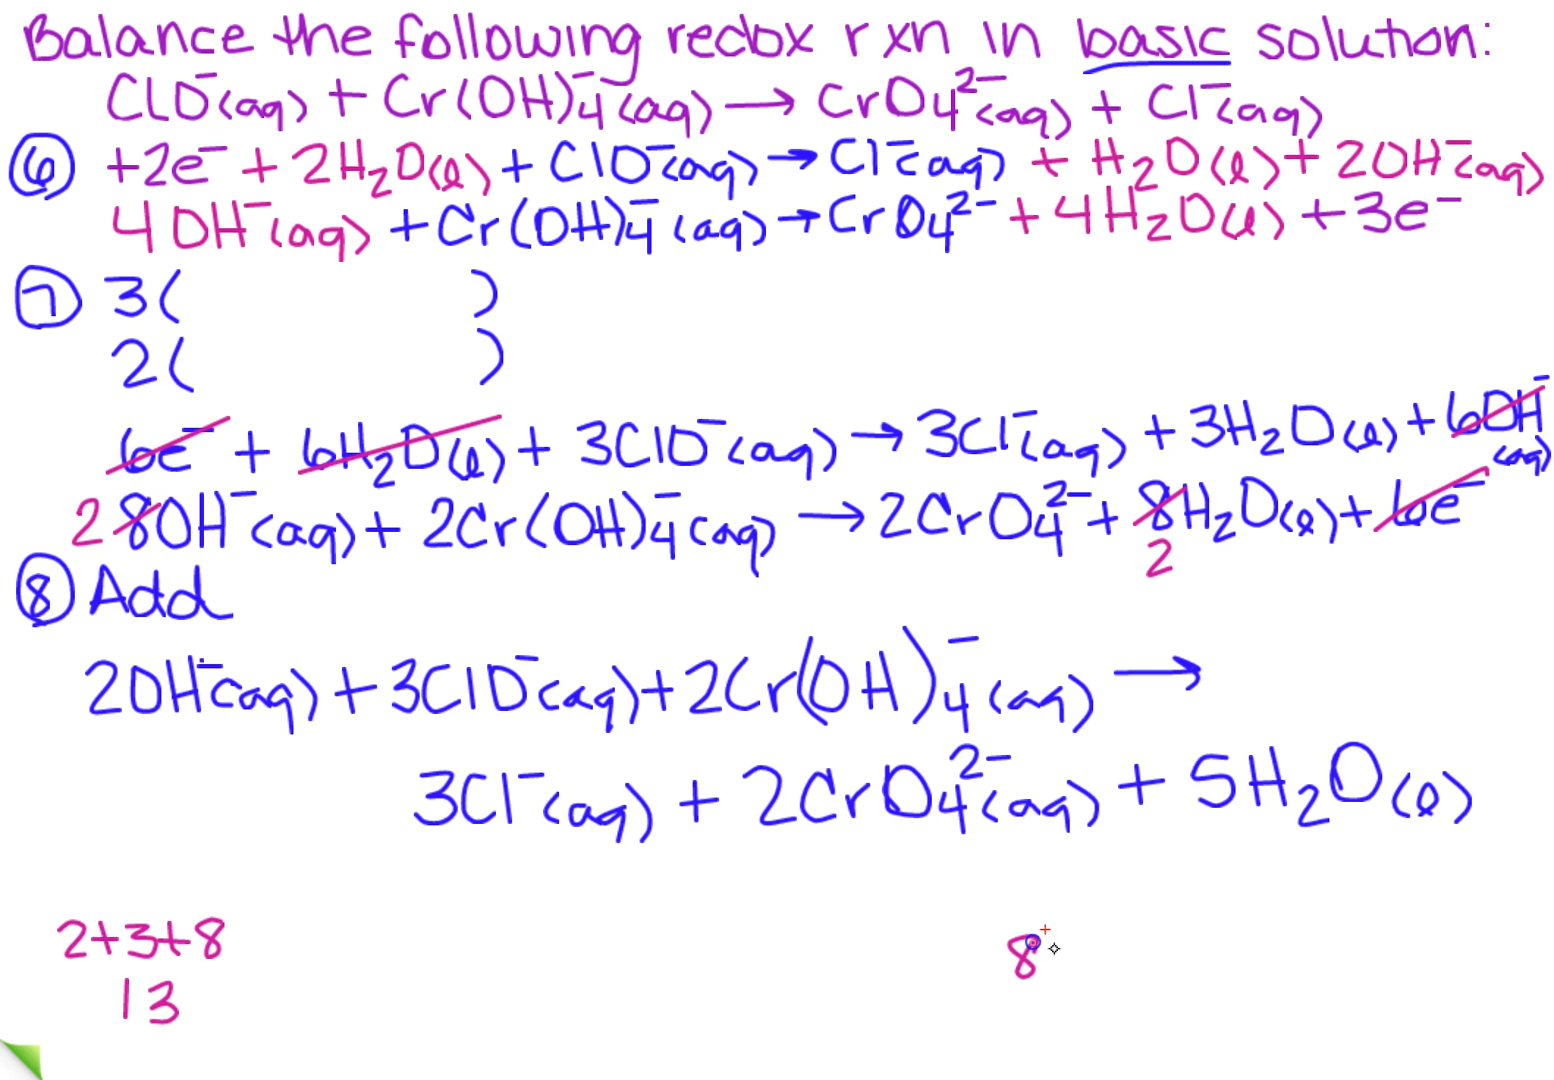 Balance the following redox rxn in basic solution:
ClO⁻(aq) + Cr(OH)₄⁻(aq) → CrO₄²⁻(aq) + Cl⁻(aq)
⑥ +2e⁻ + 2H₂O(l) + ClO⁻(aq) → Cl⁻(aq) + H₂O(l) + 2OH⁻(aq)
4OH⁻(aq) + Cr(OH)₄⁻(aq) → CrO₄²⁻ + 4H₂O(l) + 3e⁻
⑦ 3( )
2( )
6e⁻ + 6H₂O(l) + 3ClO⁻(aq) → 3Cl⁻(aq) + 3H₂O(l) + 6OH⁻(aq)
2 8OH⁻(aq) + 2Cr(OH)₄⁻(aq) → 2CrO₄²⁻ + 8H₂O(l) + 6e⁻
2
⑧ Add
2OH⁻(aq) + 3ClO⁻(aq) + 2Cr(OH)₄⁻(aq) →
3Cl⁻(aq) + 2CrO₄²⁻(aq) + 5H₂O(l)
2+3+8
8
13